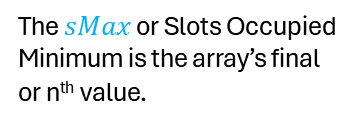 The sMax or Slots Occupied
Minimum is the array’s final
or nth value.